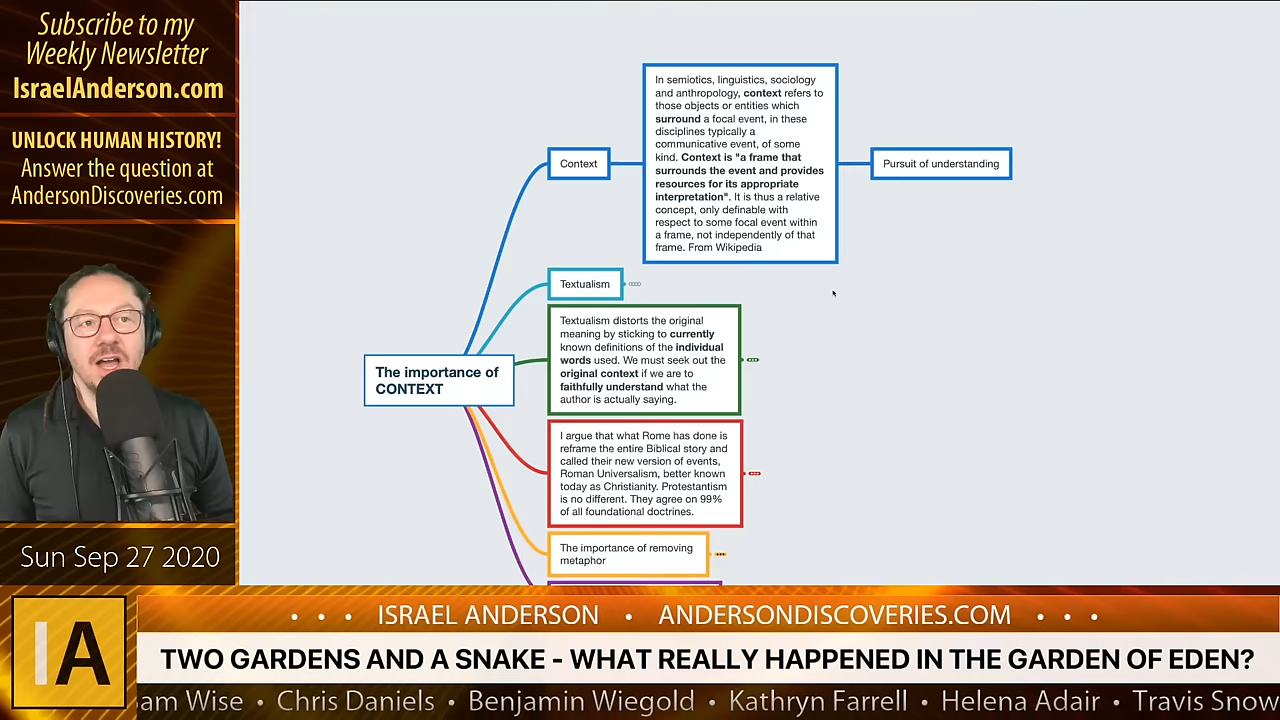 Subscribe to my
Weekly Newsletter
IsraelAnderson.com
UNLOCK HUMAN HISTORY!
Answer the question at
AndersonDiscoveries.com
In semiotics, linguistics, sociology
and anthropology, context refers to
those objects or entities which
surround a focal event, in these
disciplines typically a
communicative event, of some
kind. Context is "a frame that
surrounds the event and provides
resources for its appropriate
interpretation". It is thus a relative
concept, only definable with
respect to some focal event within
a frame, not independently of that
frame. From Wikipedia
Context
Pursuit of understanding
Textualism
Textualism distorts the original
meaning by sticking to currently
known definitions of the individual
words used. We must seek out the
original context if we are to
faithfully understand what the
author is actually saying.
The importance of
CONTEXT
I argue that what Rome has done is
reframe the entire Biblical story and
called their new version of events,
Roman Universalism, better known
today as Christianity. Protestantism
is no different. They agree on 99%
of all foundational doctrines.
The importance of removing
metaphor
Sun Sep 27 2020
IA
• • • ISRAEL ANDERSON • ANDERSONDISCOVERIES.COM • • •
TWO GARDENS AND A SNAKE - WHAT REALLY HAPPENED IN THE GARDEN OF EDEN?
am Wise • Chris Daniels • Benjamin Wiegold • Kathryn Farrell • Helena Adair • Travis Snow